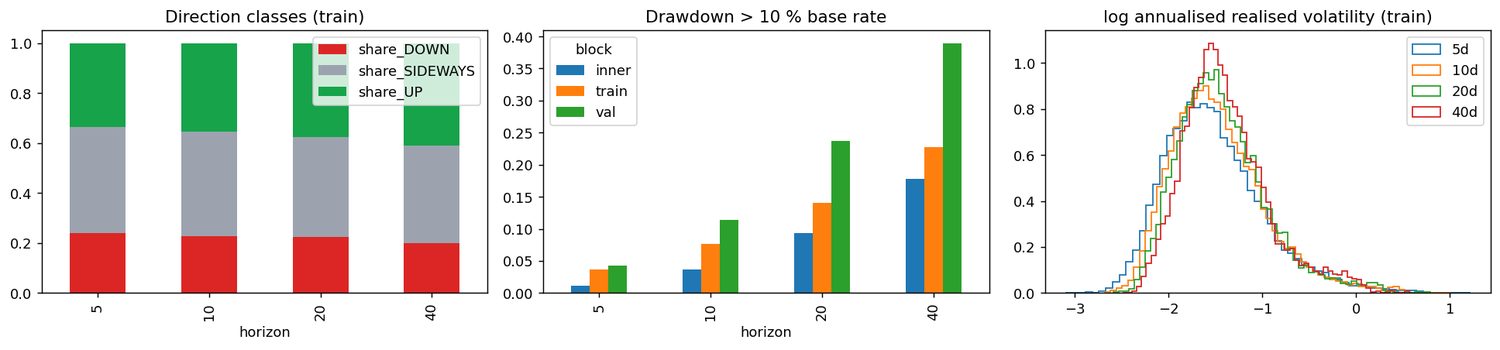 Direction classes (train)
1.0
0.8
0.6
0.4
0.2
0.0
share_DOWN
share_SIDEWAYS
share_UP
5
10
20
40
horizon
Drawdown > 10 % base rate
0.40
0.35
0.30
0.25
0.20
0.15
0.10
0.05
0.00
block
inner
train
val
5
10
20
40
horizon
log annualised realised volatility (train)
1.0
0.8
0.6
0.4
0.2
0.0
5d
10d
20d
40d
−3
−2
−1
0
1